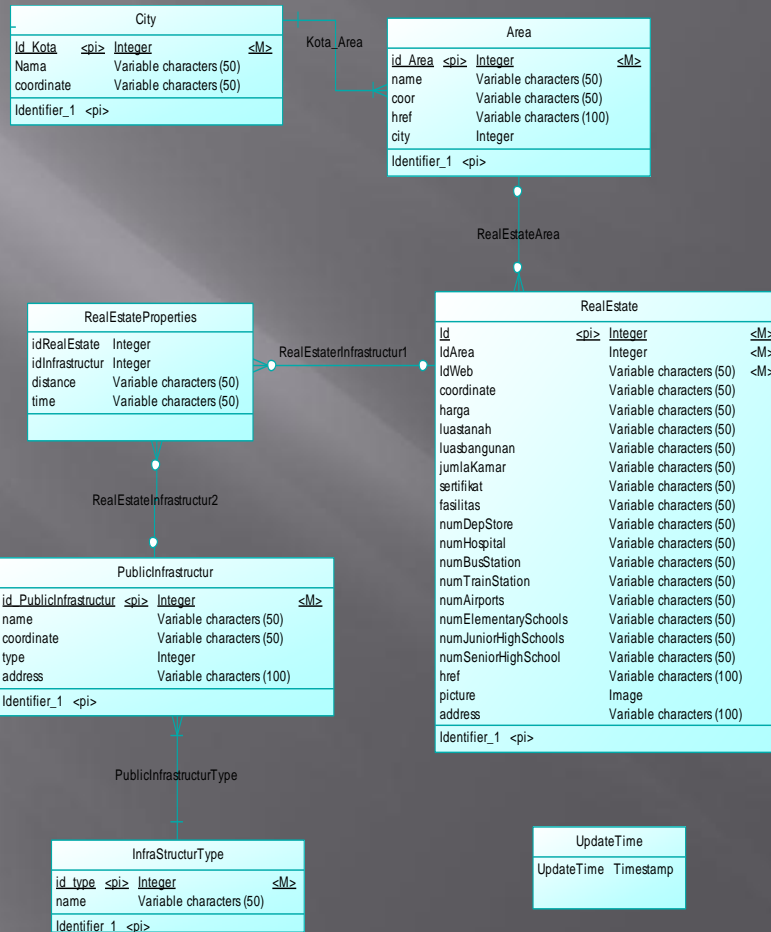 City
Id_Kota <pi> Integer <M>
Nama Variable characters (50)
coordinate Variable characters (50)
Identifier_1 <pi>
Kota_Area
Area
id_Area <pi> Integer <M>
name Variable characters (50)
coor Variable characters (50)
href Variable characters (100)
city Integer
Identifier_1 <pi>
RealEstateArea
RealEstateProperties
idRealEstate Integer
idInfrastructur Integer
distance Variable characters (50)
time Variable characters (50)
RealEstaterInfrastructur1
RealEstate
Id <pi> Integer <M>
IdArea Integer <M>
IdWeb Variable characters (50) <M>
coordinate Variable characters (50)
harga Variable characters (50)
luastanah Variable characters (50)
luasbangunan Variable characters (50)
jumlaKamar Variable characters (50)
sertifikat Variable characters (50)
fasilitas Variable characters (50)
numDepStore Variable characters (50)
numHospital Variable characters (50)
numBusStation Variable characters (50)
numTrainStation Variable characters (50)
numAirports Variable characters (50)
numElementarySchools Variable characters (50)
numJuniorHighSchools Variable characters (50)
numSeniorHighSchool Variable characters (50)
href Variable characters (100)
picture Image
address Variable characters (100)
Identifier_1 <pi>
RealEstateInfrastructur2
PublicInfrastructur
id_PublicInfrastructur <pi> Integer <M>
name Variable characters (50)
coordinate Variable characters (50)
type Integer
address Variable characters (100)
Identifier_1 <pi>
PublicInfrastructurType
InfraStructurType
id_type <pi> Integer <M>
name Variable characters (50)
Identifier_1 <pi>
UpdateTime
UpdateTime Timestamp